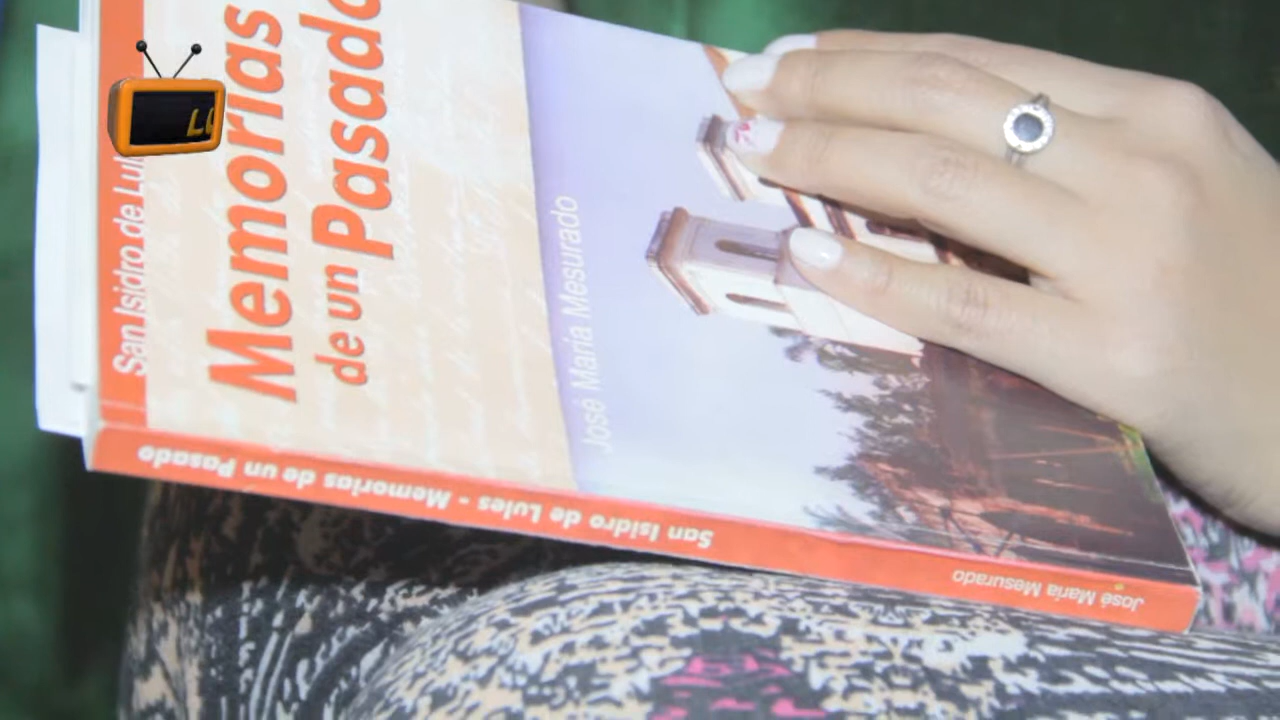 San Isidro de Lules
Memorias
de un Pasado
José María Mesurado
San Isidro de Lules - Memorias de un Pasado
José María Mesurado